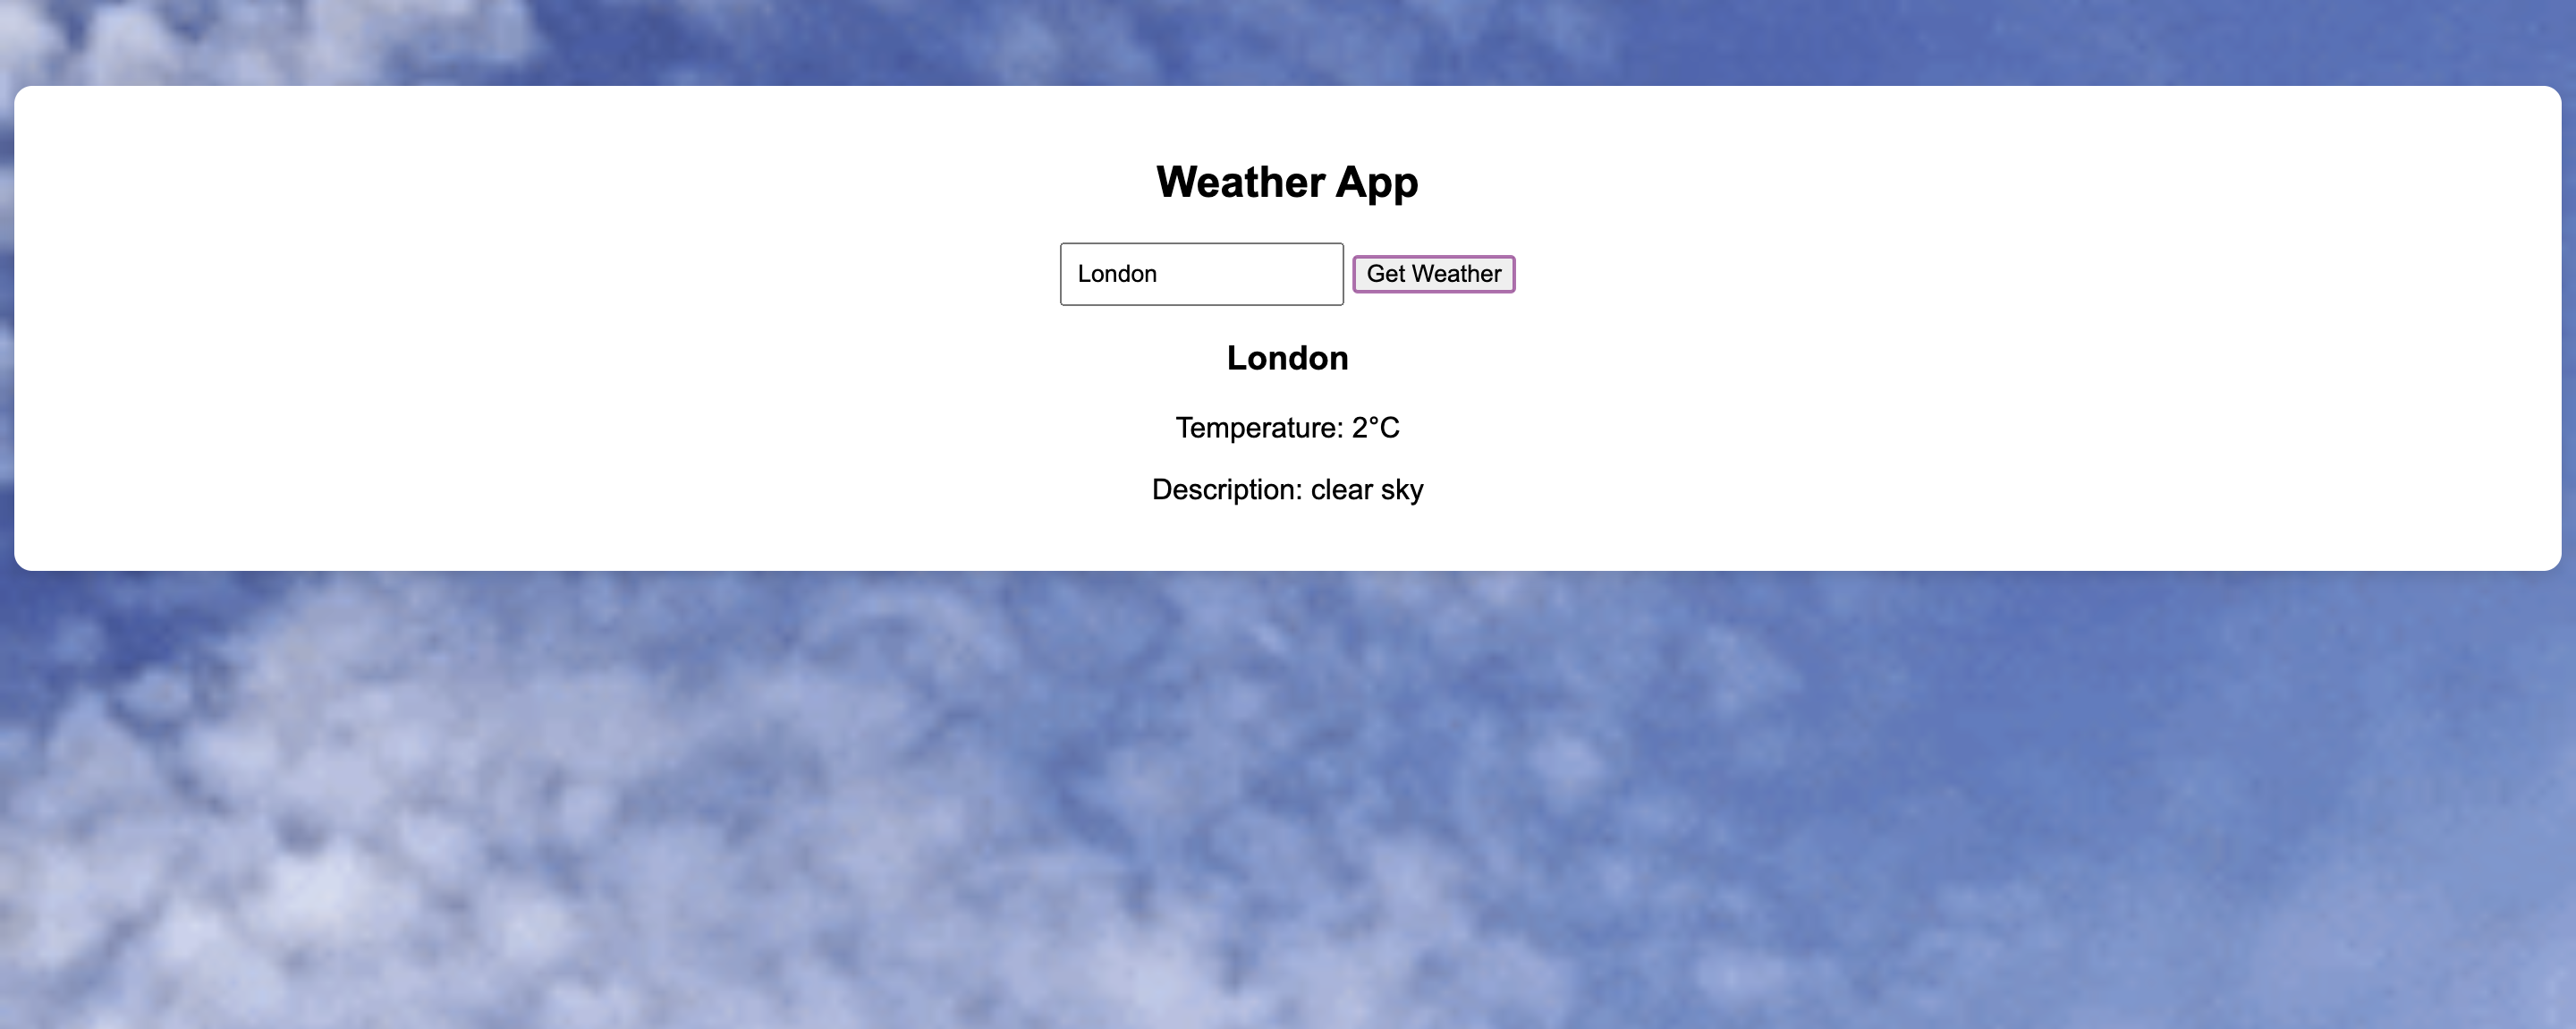 Weather App
London Get Weather
London
Temperature: 2°C
Description: clear sky